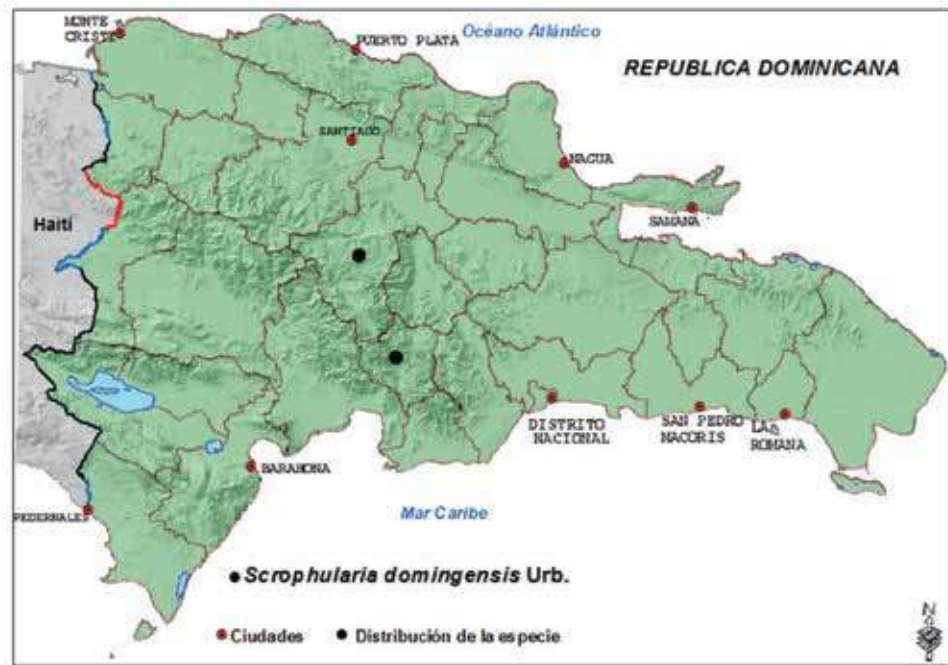 MONTE
CRISTI
PUERTO PLATA
Océano Atlántico
REPUBLICA DOMINICANA
SANTIAGO
NAGUA
SAMANA
Haití
DISTRITO
NACIONAL
SAN PEDRO
MACORIS
LA
ROMANA
BARAHONA
PEDERNALES
Mar Caribe
Scrophularia domingensis Urb.
Ciudades
Distribución de la especie
N